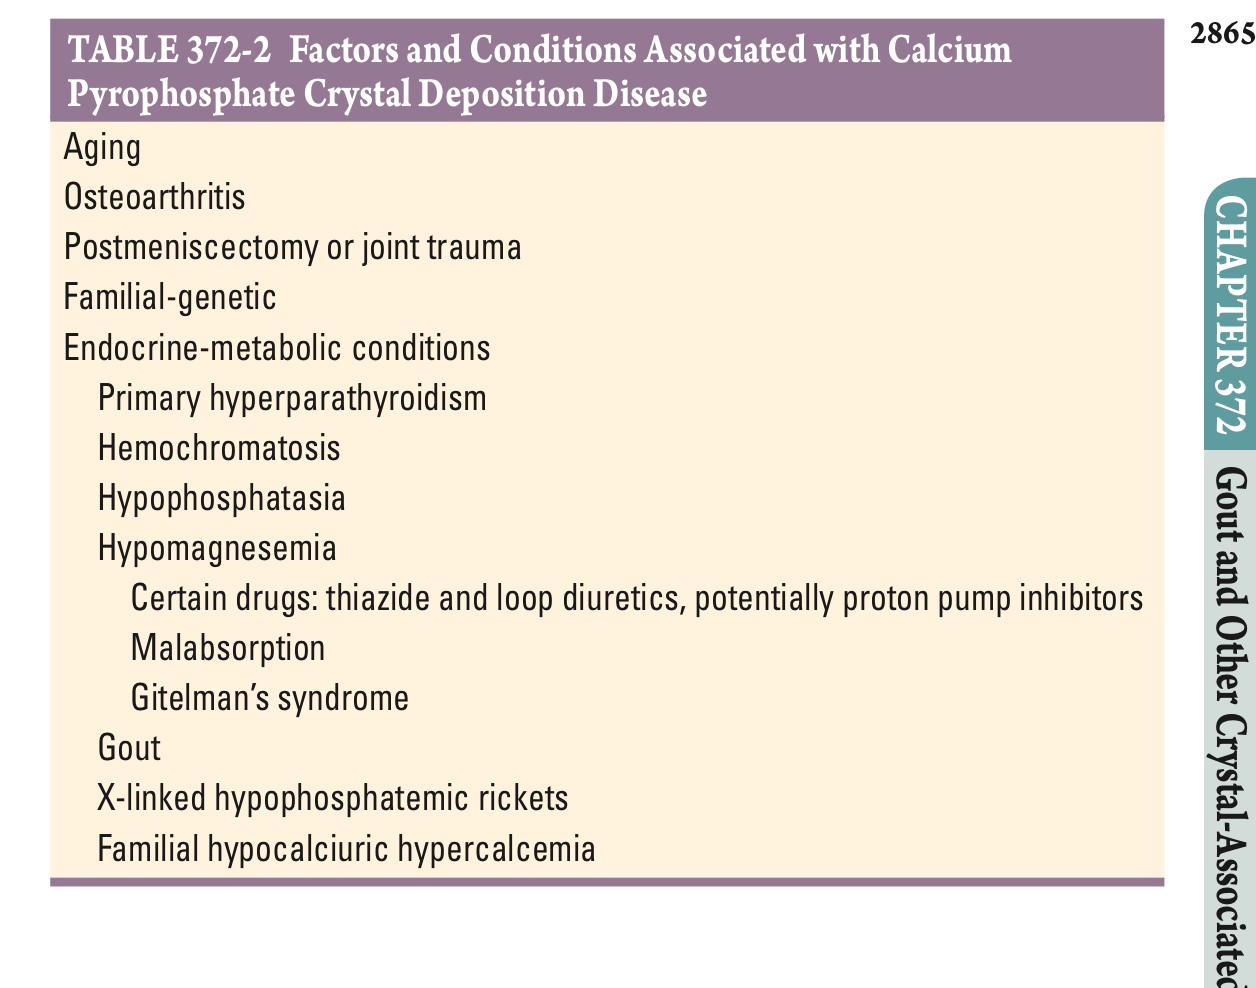 TABLE 372-2 Factors and Conditions Associated with Calcium
Pyrophosphate Crystal Deposition Disease
Aging
Osteoarthritis
Postmeniscectomy or joint trauma
Familial-genetic
Endocrine-metabolic conditions
Primary hyperparathyroidism
Hemochromatosis
Hypophosphatasia
Hypomagnesemia
Certain drugs: thiazide and loop diuretics, potentially proton pump inhibitors
Malabsorption
Gitelman’s syndrome
Gout
X-linked hypophosphatemic rickets
Familial hypocalciuric hypercalcemia
2865
CHAPTER 372 Gout and Other Crystal-Associated